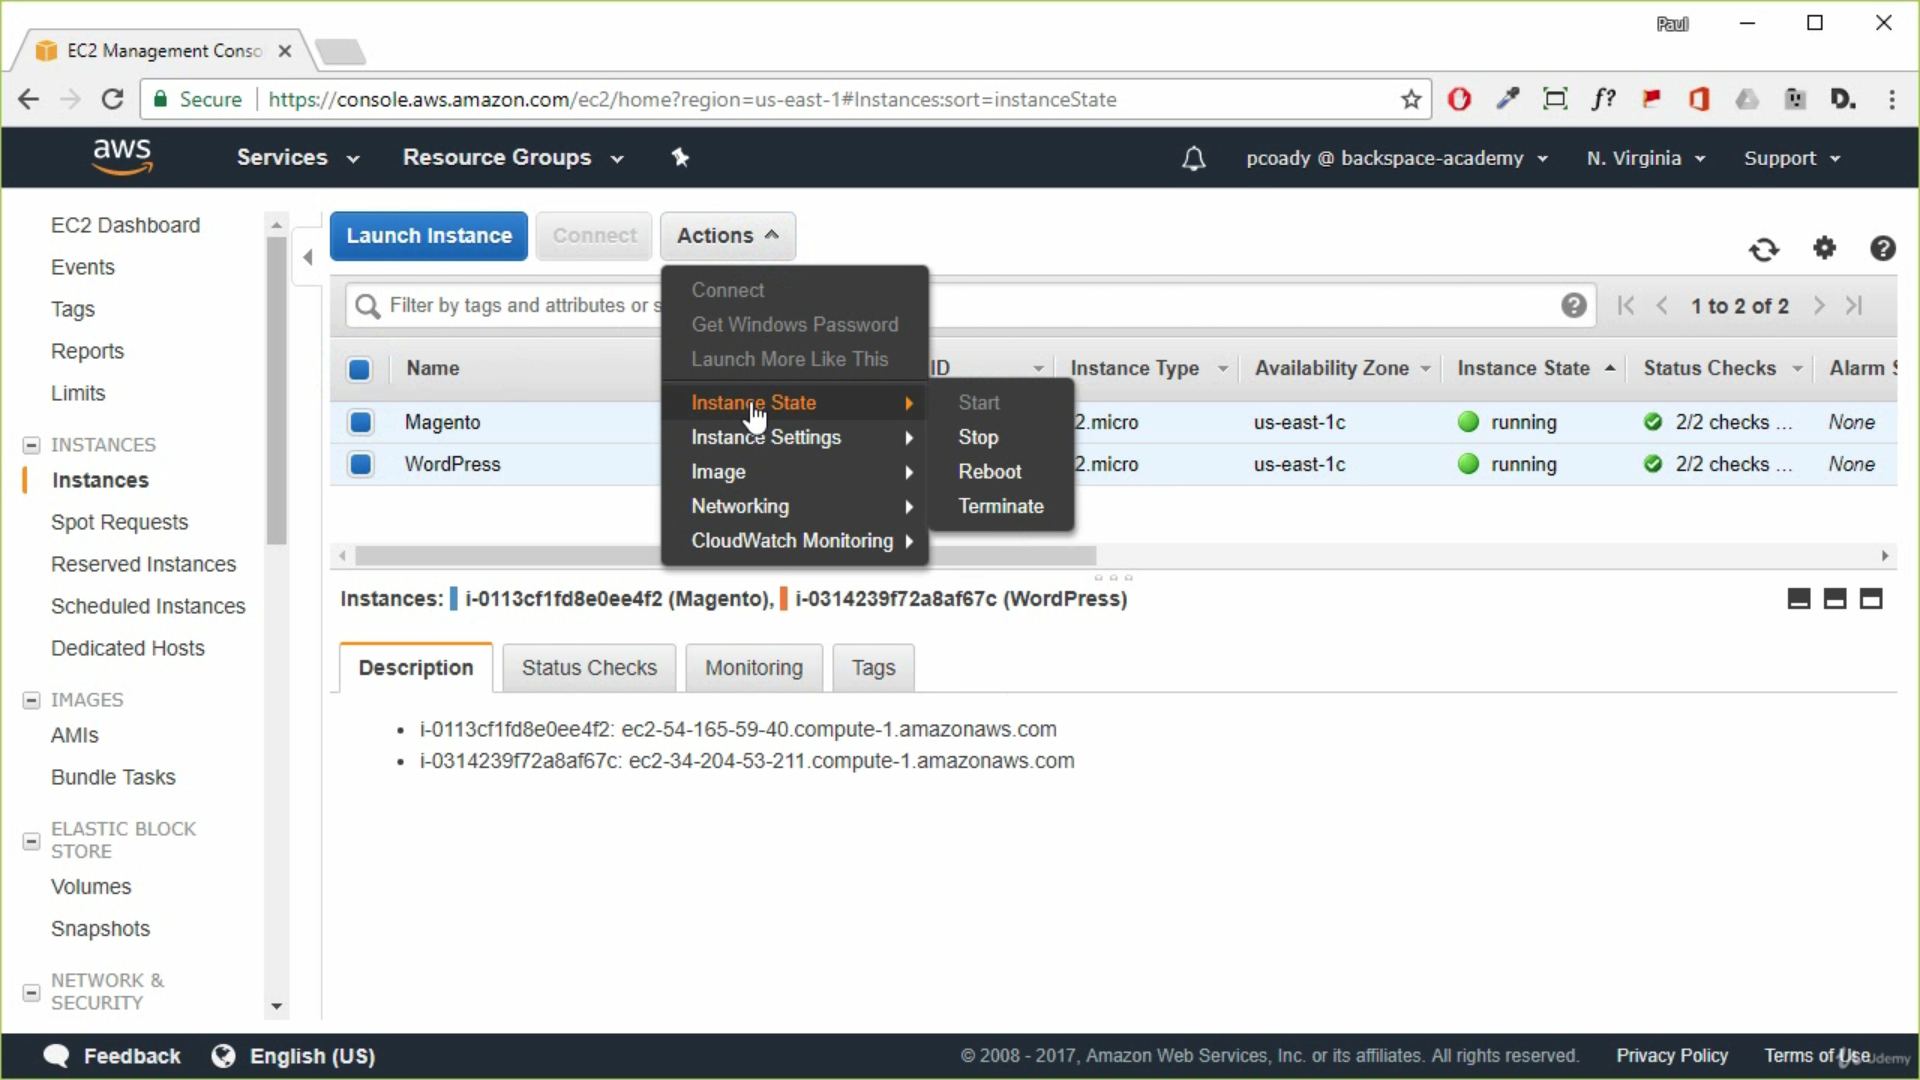 Paul
EC2 Management Conso
Secure https://console.aws.amazon.com/ec2/home?region=us-east-1#Instances:sort=instanceState
f?
D.
aws Services Resource Groups pcoady @ backspace-academy N. Virginia Support
EC2 Dashboard
Events
Tags
Reports
Limits
INSTANCES
Instances
Spot Requests
Reserved Instances
Scheduled Instances
Dedicated Hosts
IMAGES
AMIs
Bundle Tasks
ELASTIC BLOCK
STORE
Volumes
Snapshots
NETWORK &
SECURITY
Launch Instance Connect Actions
Filter by tags and attributes or s 1 to 2 of 2
Name ID Instance Type Availability Zone Instance State Status Checks Alarm S
Magento 2.micro us-east-1c running 2/2 checks ... None
WordPress 2.micro us-east-1c running 2/2 checks ... None
Connect
Get Windows Password
Launch More Like This
Instance State
Instance Settings
Image
Networking
CloudWatch Monitoring
Start
Stop
Reboot
Terminate
Instances: i-0113cf1fd8e0ee4f2 (Magento), i-0314239f72a8af67c (WordPress)
Description Status Checks Monitoring Tags
i-0113cf1fd8e0ee4f2: ec2-54-165-59-40.compute-1.amazonaws.com
i-0314239f72a8af67c: ec2-34-204-53-211.compute-1.amazonaws.com
Feedback English (US) © 2008 - 2017, Amazon Web Services, Inc. or its affiliates. All rights reserved. Privacy Policy Terms of Use
Udemy